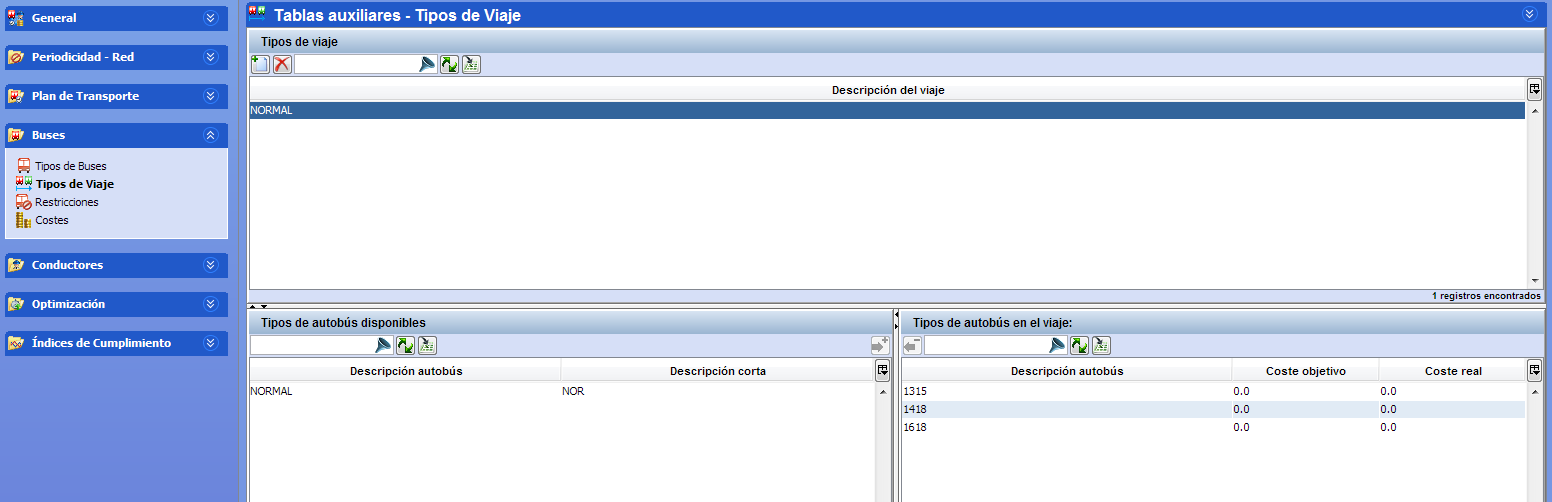 General
Periodicidad - Red
Plan de Transporte
Buses
Tipos de Buses
Tipos de Viaje
Restricciones
Costes
Conductores
Optimización
Índices de Cumplimiento
Tablas auxiliares - Tipos de Viaje
Tipos de viaje
Descripción del viaje
NORMAL
1 registros encontrados
Tipos de autobús disponibles
Descripción autobús Descripción corta
NORMAL NOR
Tipos de autobús en el viaje:
Descripción autobús Coste objetivo Coste real
1315 0.0 0.0
1418 0.0 0.0
1618 0.0 0.0